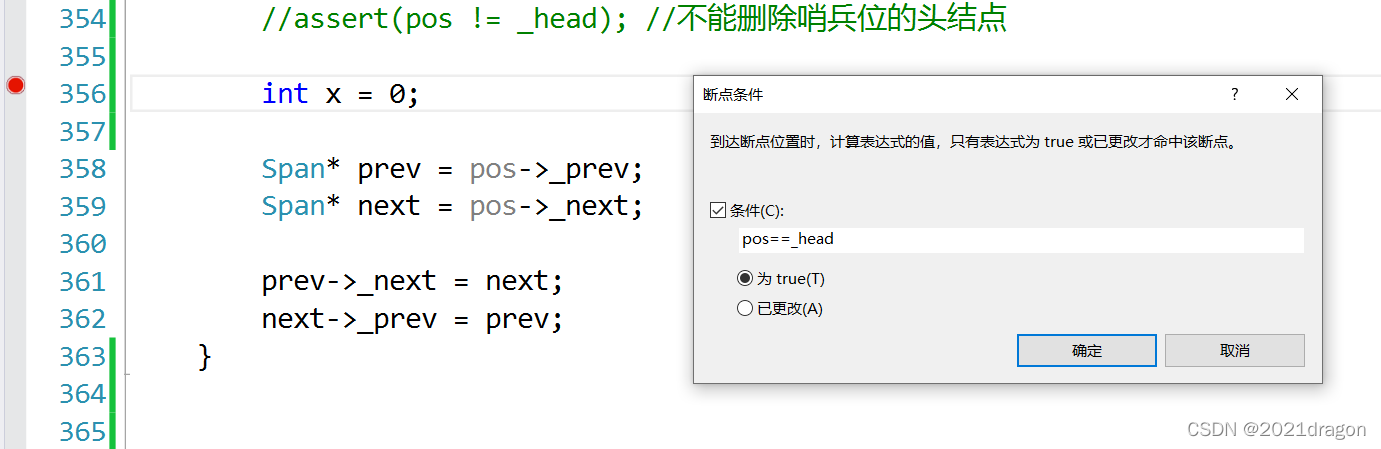 354 //assert(pos != _head); //不能删除哨兵位的头结点
355
356 int x = 0;
357
358 Span* prev = pos->_prev;
359 Span* next = pos->_next;
360
361 prev->_next = next;
362 next->_prev = prev;
363 }
364
365
断点条件 ?
到达断点位置时，计算表达式的值，只有表达式为 true 或已更改才命中该断点。
条件(C):
pos==_head
为 true(T)
已更改(A)
确定 取消
CSDN @2021dragon